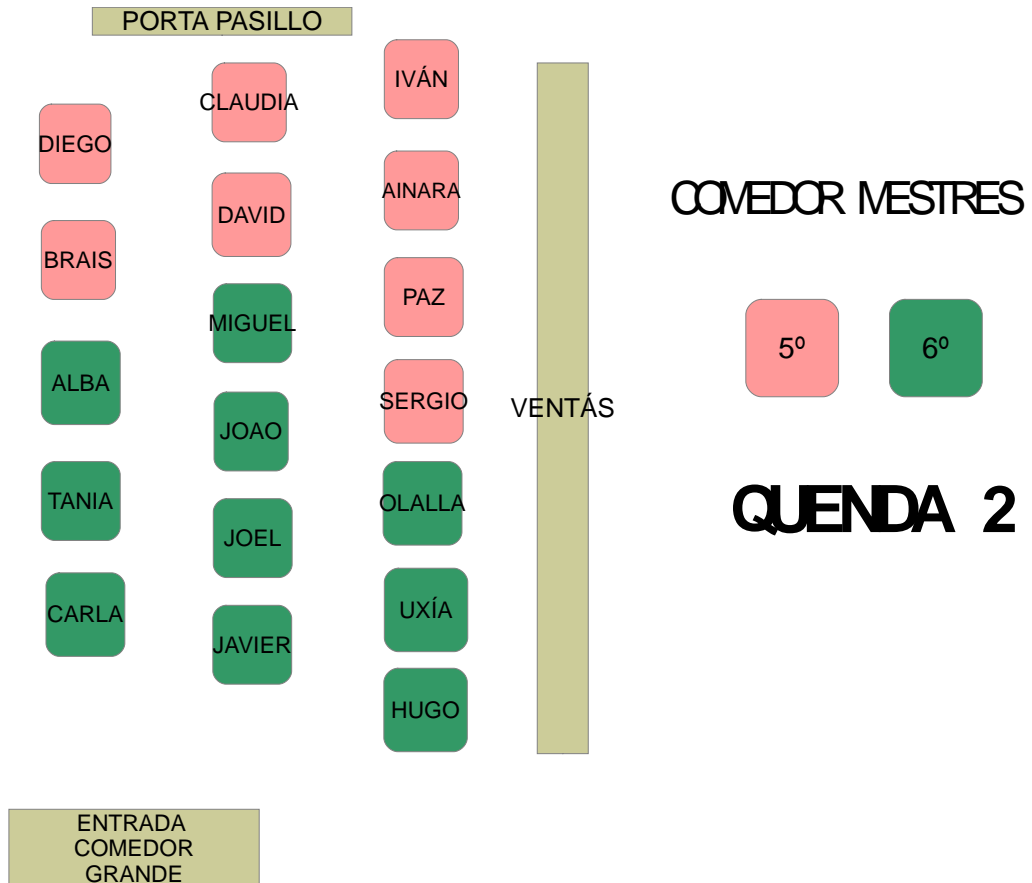 PORTA PASILLO
DIEGO
BRAIS
ALBA
TANIA
CARLA
CLAUDIA
DAVID
MIGUEL
JOAO
JOEL
JAVIER
IVÁN
AINARA
PAZ
SERGIO
OLALLA
UXÍA
HUGO
VENTÁS
COMEDOR MESTRES
5º
6º
QUENDA 2
ENTRADA
COMEDOR
GRANDE